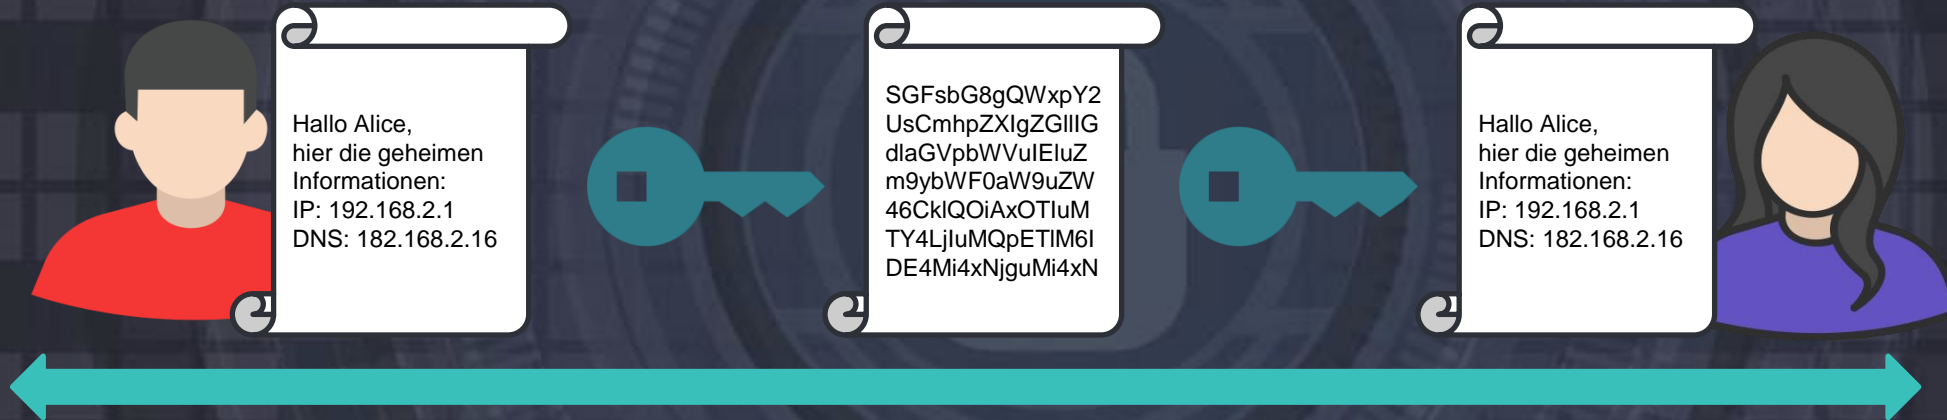 Hallo Alice,
hier die geheimen
Informationen:
IP: 192.168.2.1
DNS: 182.168.2.16
SGFsbG8gQWxpY2
UsCmhpZXIgZGllIG
dlaGVpbWVuIEluZ
m9ybWF0aW9uZW
46CklQOiAxOTIuM
TY4LjIuMQpETlM6I
DE4Mi4xNjguMi4xN
Hallo Alice,
hier die geheimen
Informationen:
IP: 192.168.2.1
DNS: 182.168.2.16